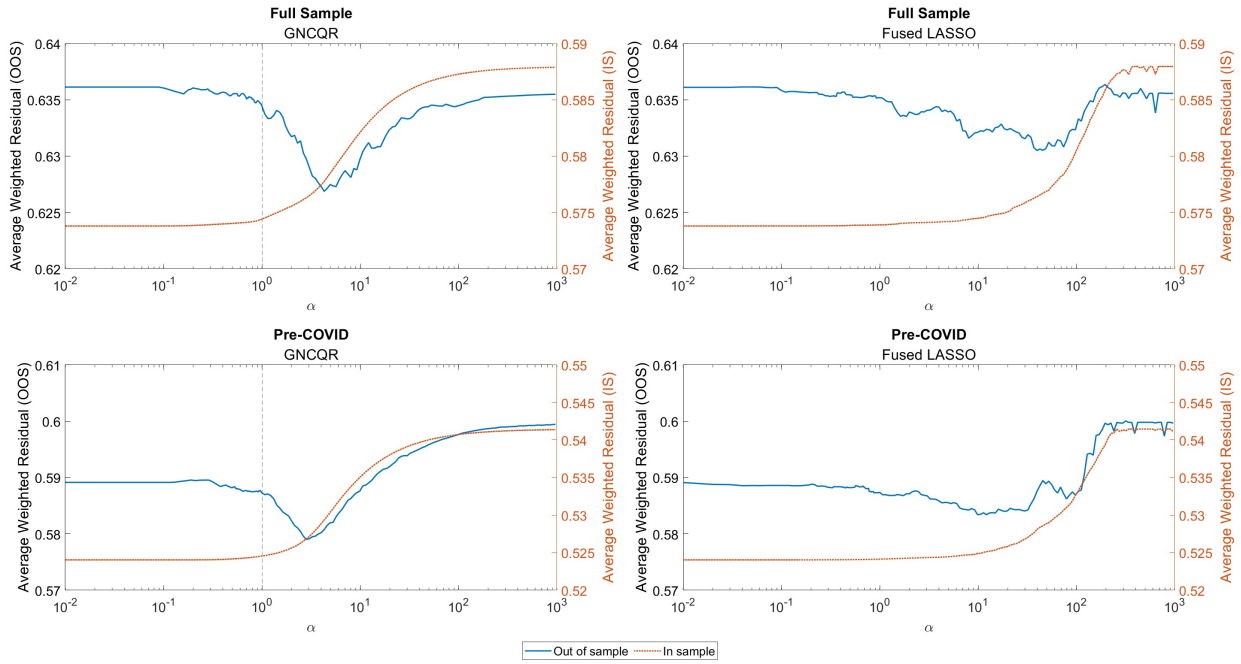 Full Sample
GNCQR
Average Weighted Residual (OOS)
0.64
0.635
0.63
0.625
0.62
Average Weighted Residual (IS)
0.59
0.585
0.58
0.575
0.57
10^-2 10^-1 10^0 10^1 10^2 10^3
α
Full Sample
Fused LASSO
Average Weighted Residual (OOS)
0.64
0.635
0.63
0.625
0.62
Average Weighted Residual (IS)
0.59
0.585
0.58
0.575
0.57
10^-2 10^-1 10^0 10^1 10^2 10^3
α
Pre-COVID
GNCQR
Average Weighted Residual (OOS)
0.61
0.6
0.59
0.58
0.57
Average Weighted Residual (IS)
0.55
0.545
0.54
0.535
0.53
0.525
0.52
10^-2 10^-1 10^0 10^1 10^2 10^3
α
Pre-COVID
Fused LASSO
Average Weighted Residual (OOS)
0.61
0.6
0.59
0.58
0.57
Average Weighted Residual (IS)
0.55
0.545
0.54
0.535
0.53
0.525
0.52
10^-2 10^-1 10^0 10^1 10^2 10^3
α
Out of sample In sample